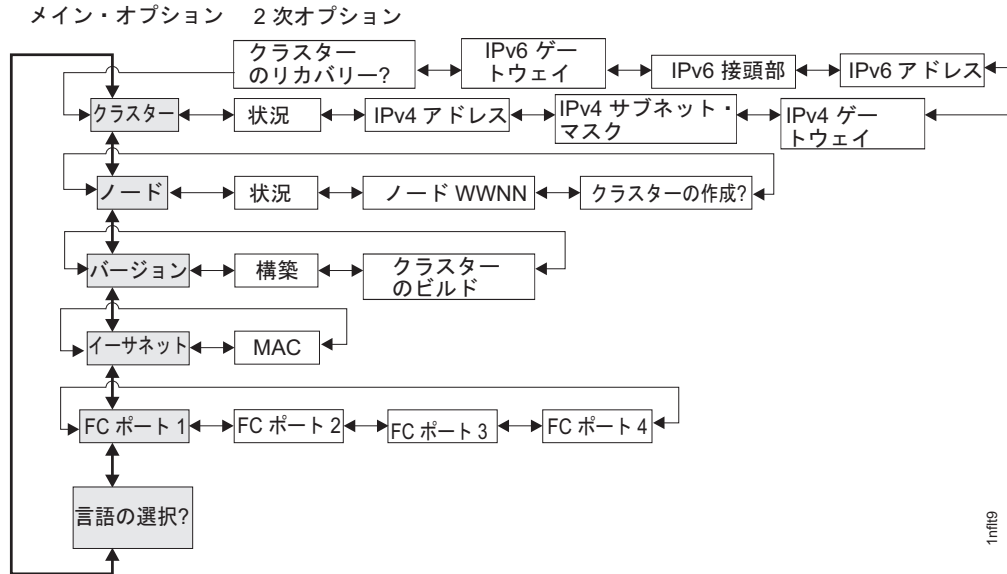 メイン・オプション 2 次オプション
クラスター
のリカバリー?
IPv6 ゲー
トウェイ
IPv6 接頭部
IPv6 アドレス
クラスター
状況
IPv4 アドレス
IPv4 サブネット・
マスク
IPv4 ゲー
トウェイ
ノード
状況
ノード WWNN
クラスターの作成?
バージョン
構築
クラスター
のビルド
イーサネット
MAC
FC ポート 1
FC ポート 2
FC ポート 3
FC ポート 4
言語の選択?
1nflt9